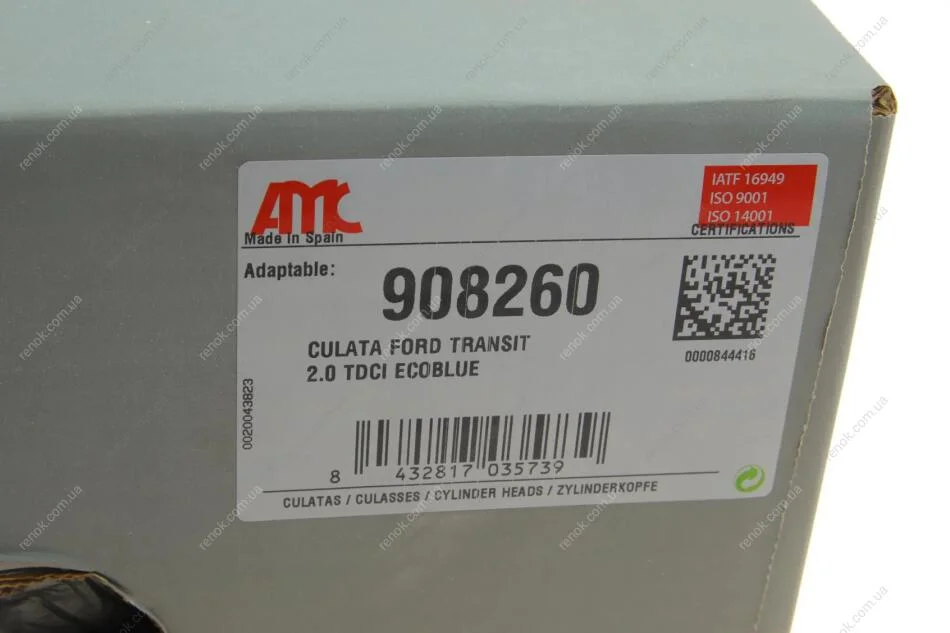 AMC
Made In Spain
IATF 16949
ISO 9001
ISO 14001
CERTIFICATIONS
Adaptable:
908260
CULATA FORD TRANSIT
2.0 TDCI ECOBLUE
0000844416
0020043823
8 432817 035739
CULATAS / CULASSES / CYLINDER HEADS / ZYLINDERKOPFE
renok.com.ua